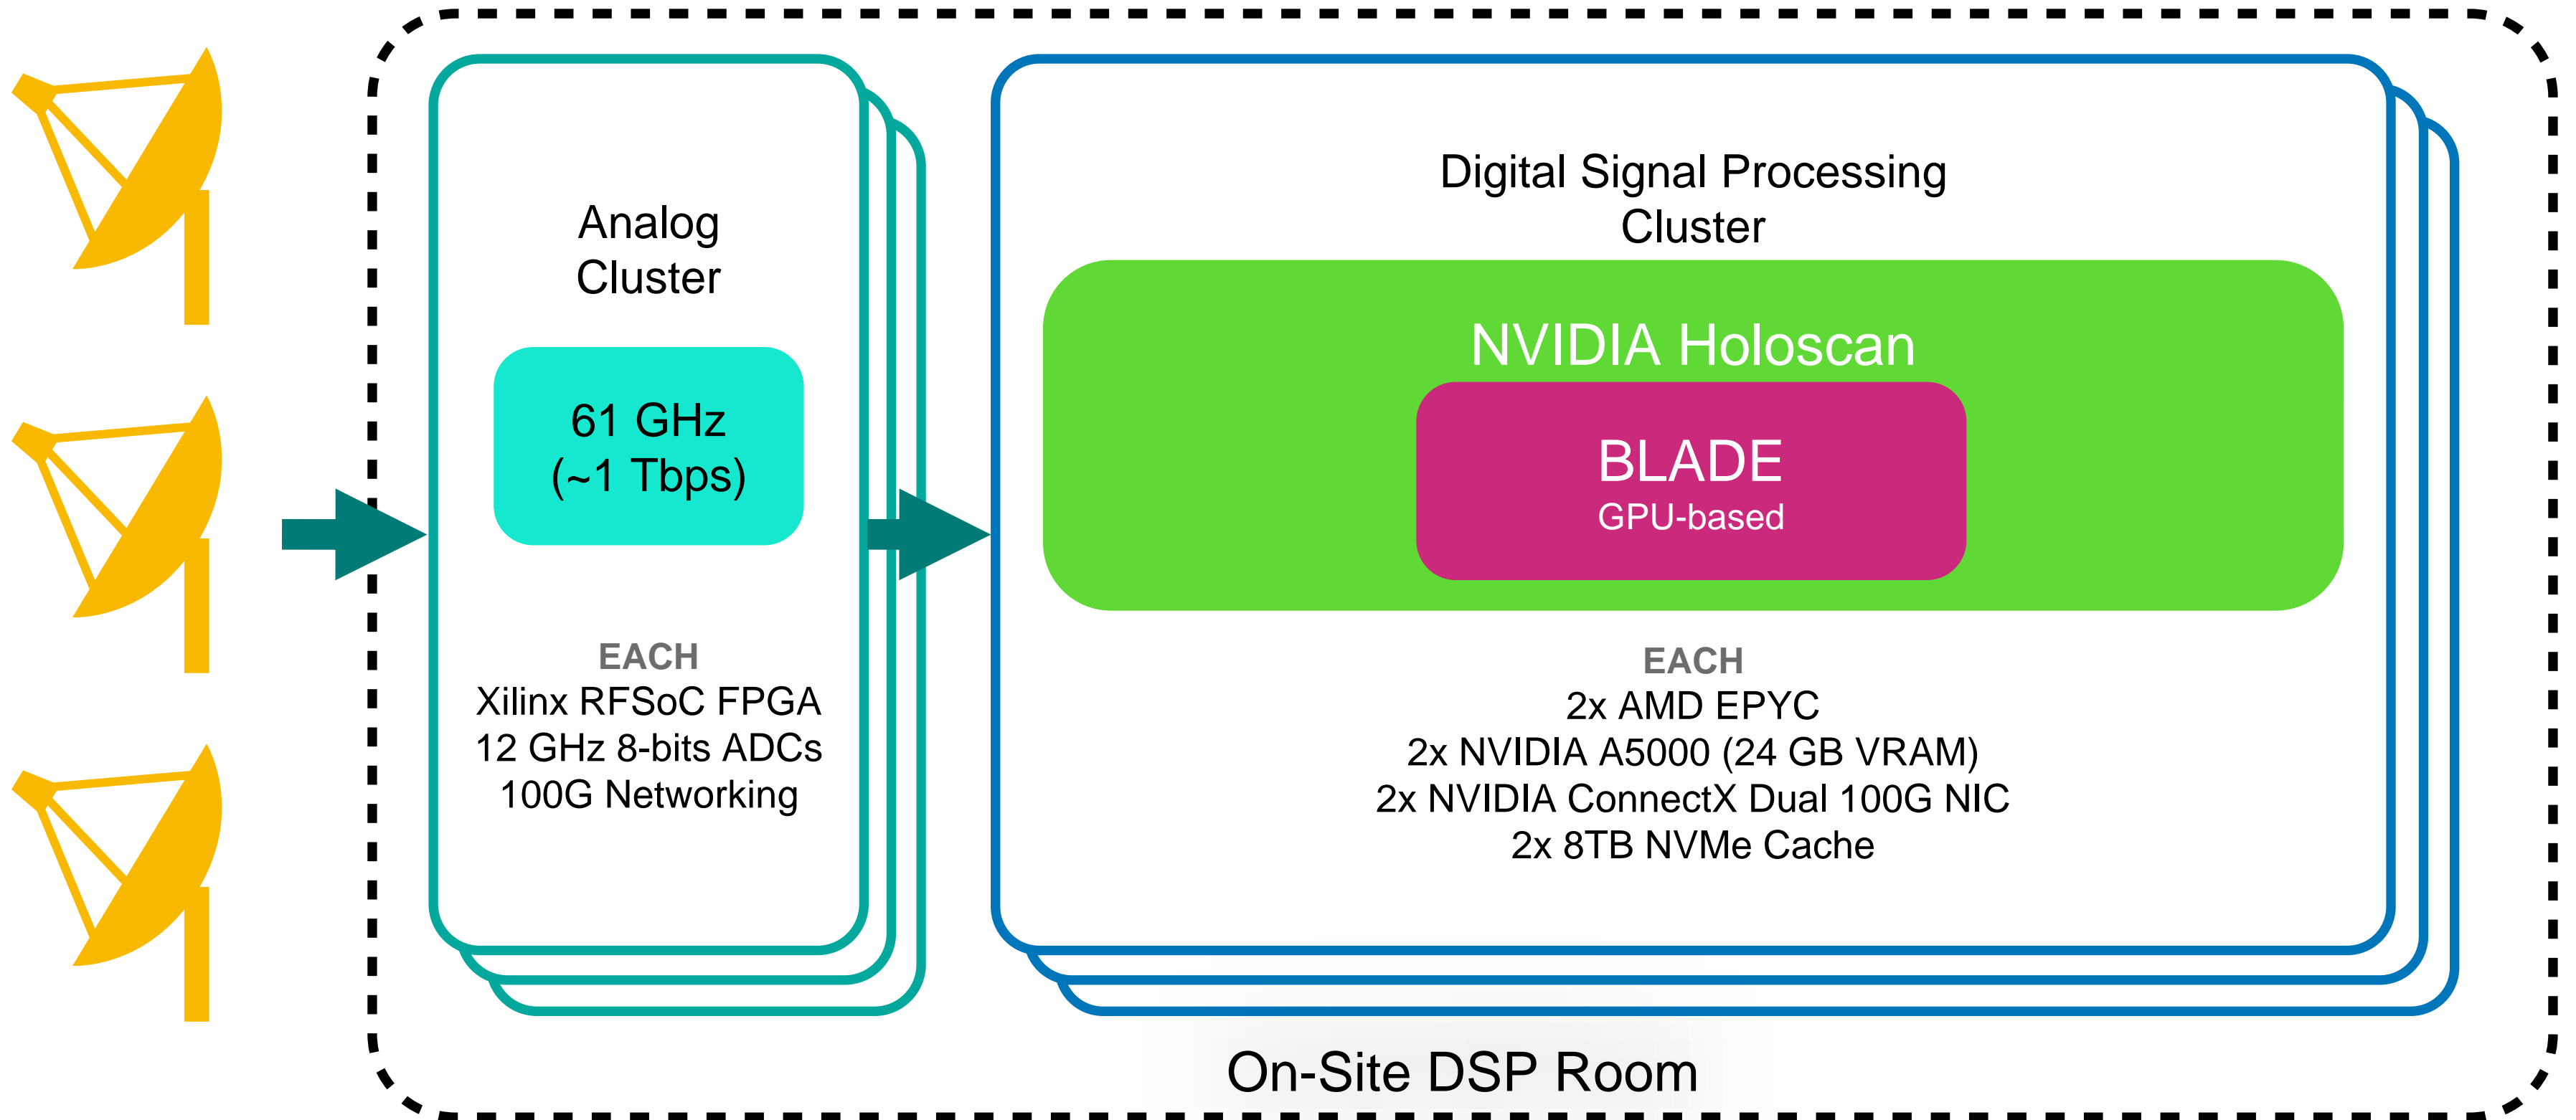 Analog
Cluster
61 GHz
(~1 Tbps)
EACH
Xilinx RFSoC FPGA
12 GHz 8-bits ADCs
100G Networking
Digital Signal Processing
Cluster
NVIDIA Holoscan
BLADE
GPU-based
EACH
2x AMD EPYC
2x NVIDIA A5000 (24 GB VRAM)
2x NVIDIA ConnectX Dual 100G NIC
2x 8TB NVMe Cache
On-Site DSP Room